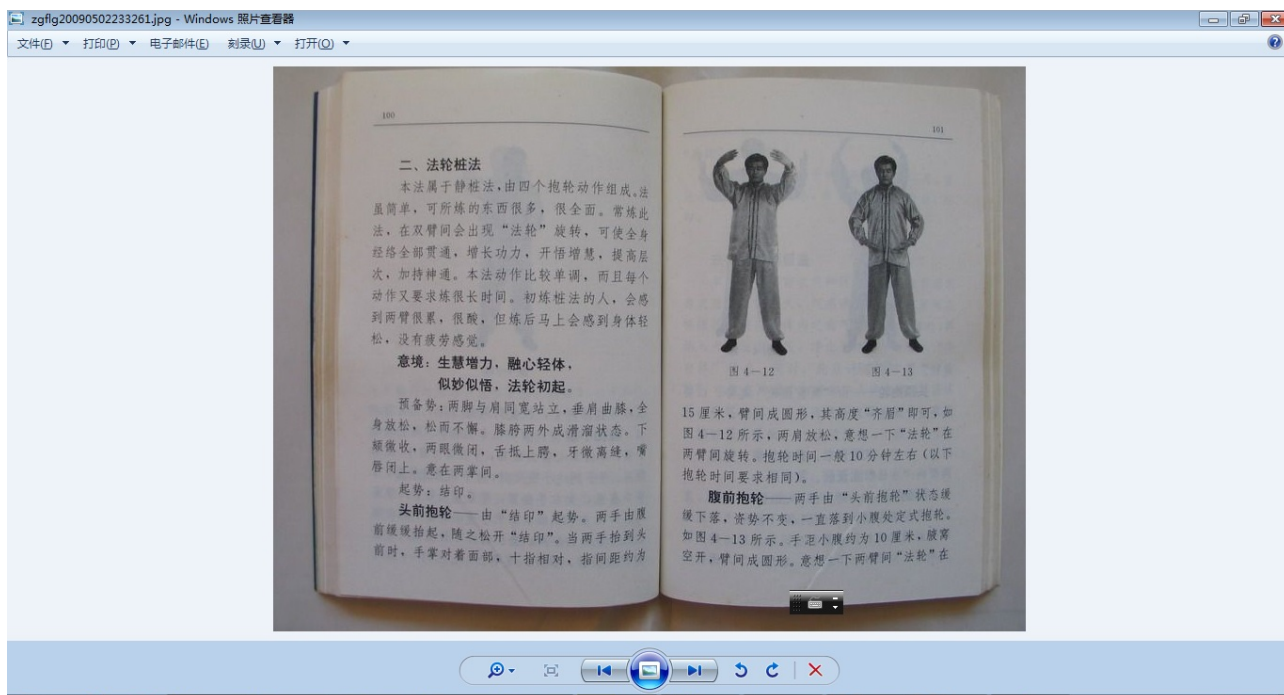 zgflg20090502233261.jpg - Windows 照片查看器
文件(F) 打印(P) 电子邮件(E) 刻录(U) 打开(O)
100
二、法轮桩法
本法属于静桩法，由四个抱轮动作组成。法
虽简单，可所炼的东西很多，很全面。常炼此
法，在双臂间会出现“法轮”旋转，可使全身
经络全部贯通，增长功力，开悟增慧，提高层
次，加持神通。本法动作比较单调，而且每个
动作又要求炼很长时间。初炼桩法的人，会感
到两臂很累，很酸，但炼后马上会感到身体轻
松，没有疲劳感觉。
意境：生慧增力，融心轻体，
似妙似悟，法轮初起。
预备势：两脚与肩同宽站立，垂肩曲膝，全
身放松，松而不懈。膝胯两外成滑溜状态。下
颏微收，两眼微闭，舌抵上腭，牙微离缝，嘴
唇闭上。意在两掌间。
起势：结印。
头前抱轮——由“结印”起势。两手由腹
前缓缓抬起，随之松开“结印”。当两手抬到头
前时，手掌对着面部，十指相对，指间距约为
101
图 4—12 图 4—13
15 厘米，臂间成圆形，其高度“齐眉”即可，如
图 4—12 所示，两肩放松，意想一下“法轮”在
两臂间旋转。抱轮时间一般 10 分钟左右（以下
抱轮时间要求相同）。
腹前抱轮——两手由“头前抱轮”状态缓
缓下落，姿势不变，一直落到小腹处定式抱轮。
如图 4—13 所示。手距小腹约为 10 厘米，腋窝
空开，臂间成圆形。意想一下两臂间“法轮”在